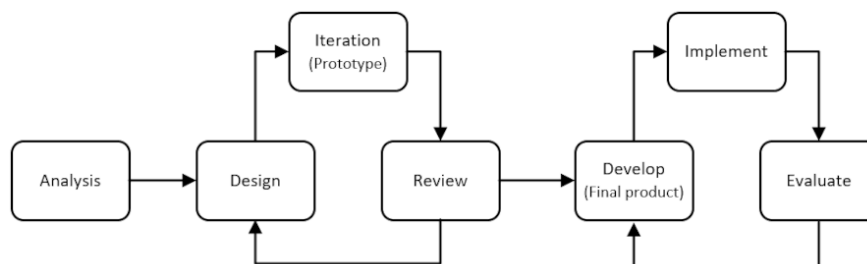 Iteration
(Prototype)
Implement
Analysis
Design
Review
Develop
(Final product)
Evaluate